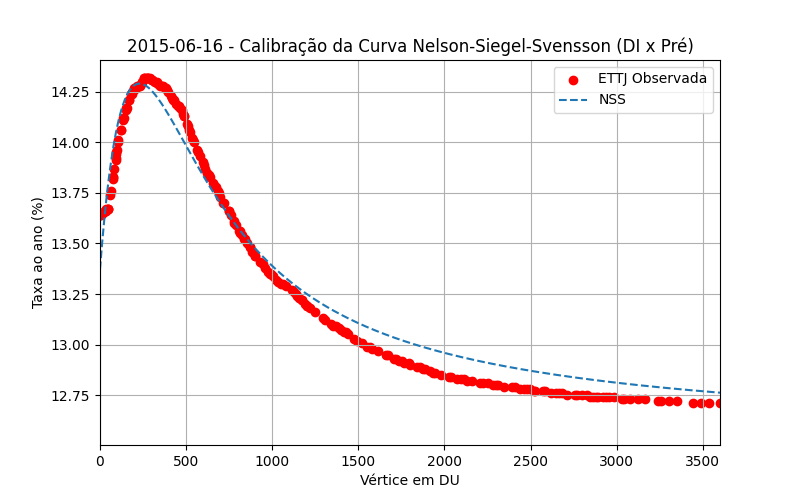 2015-06-16 - Calibração da Curva Nelson-Siegel-Svensson (DI x Pré)
ETTJ Observada
NSS
Taxa ao ano (%)
14.25
14.00
13.75
13.50
13.25
13.00
12.75
0 500 1000 1500 2000 2500 3000 3500
Vértice em DU